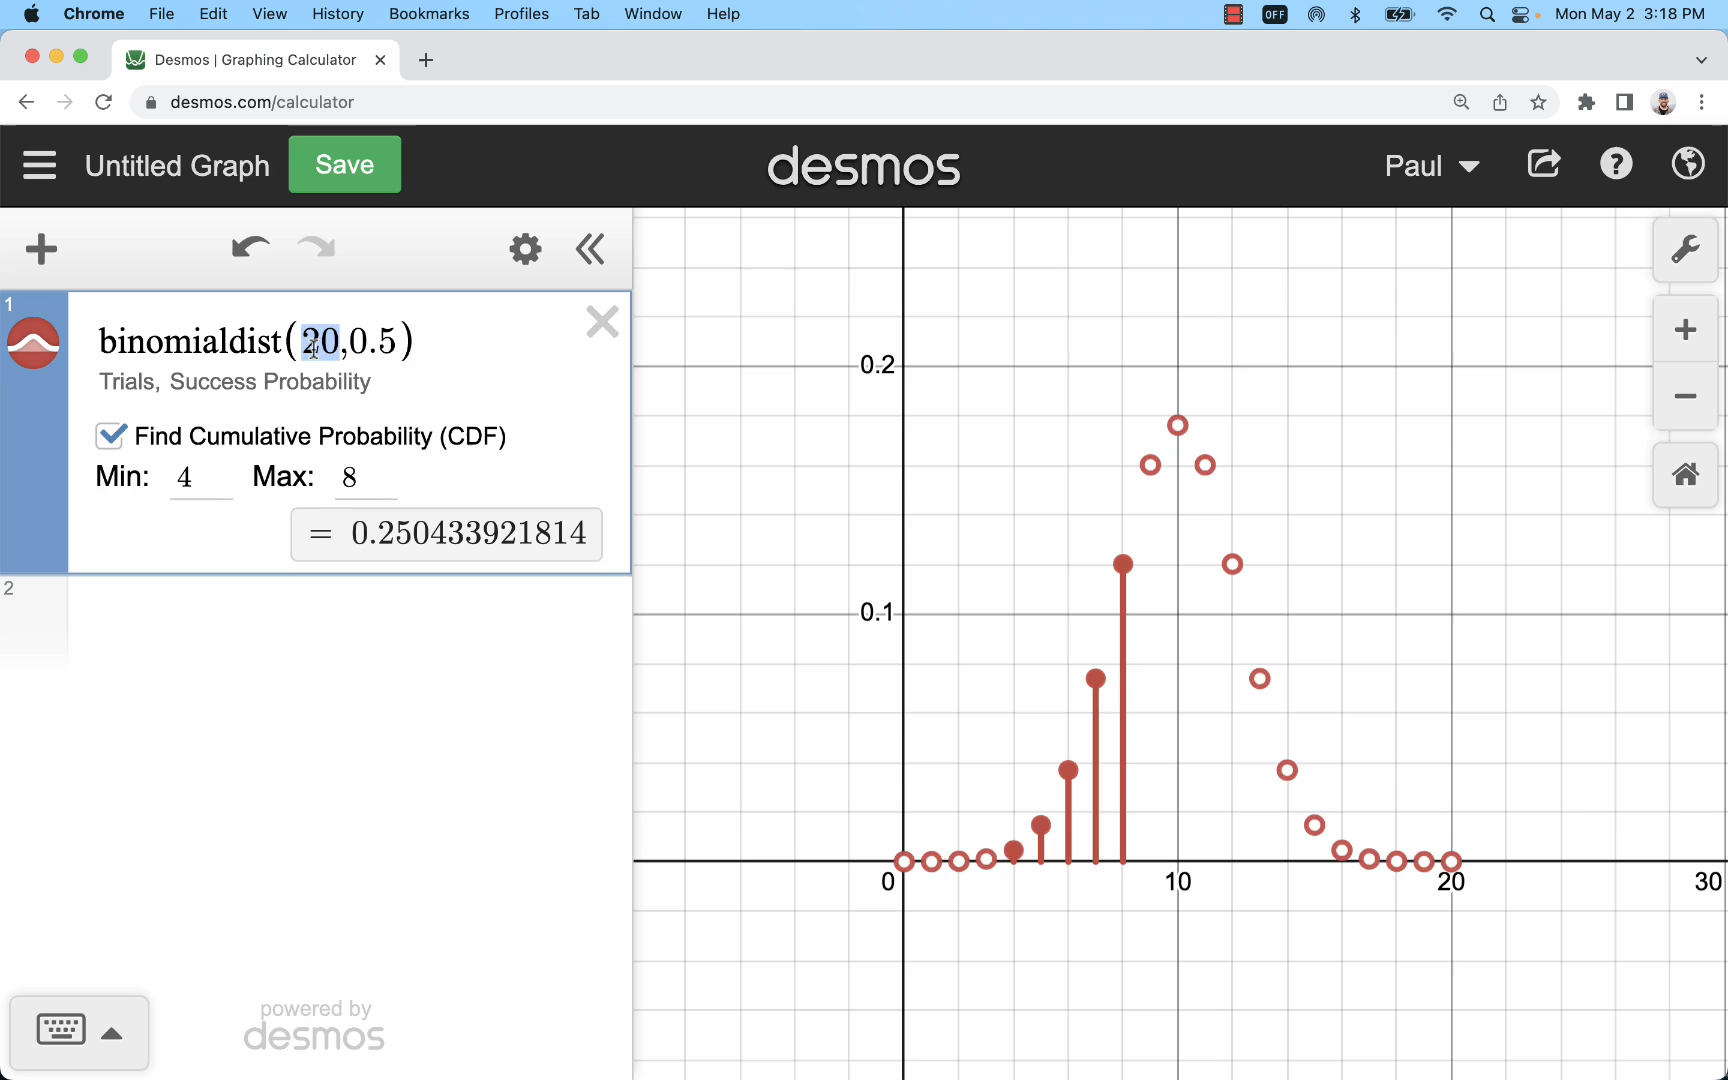 Chrome File Edit View History Bookmarks Profiles Tab Window Help OFF Mon May 2 3:18 PM
Desmos | Graphing Calculator
desmos.com/calculator
Untitled Graph Save desmos Paul
1
binomialdist(20,0.5)
Trials, Success Probability
Find Cumulative Probability (CDF)
Min: 4 Max: 8
= 0.250433921814
2
0.2
0.1
0 10 20 30
powered by
desmos